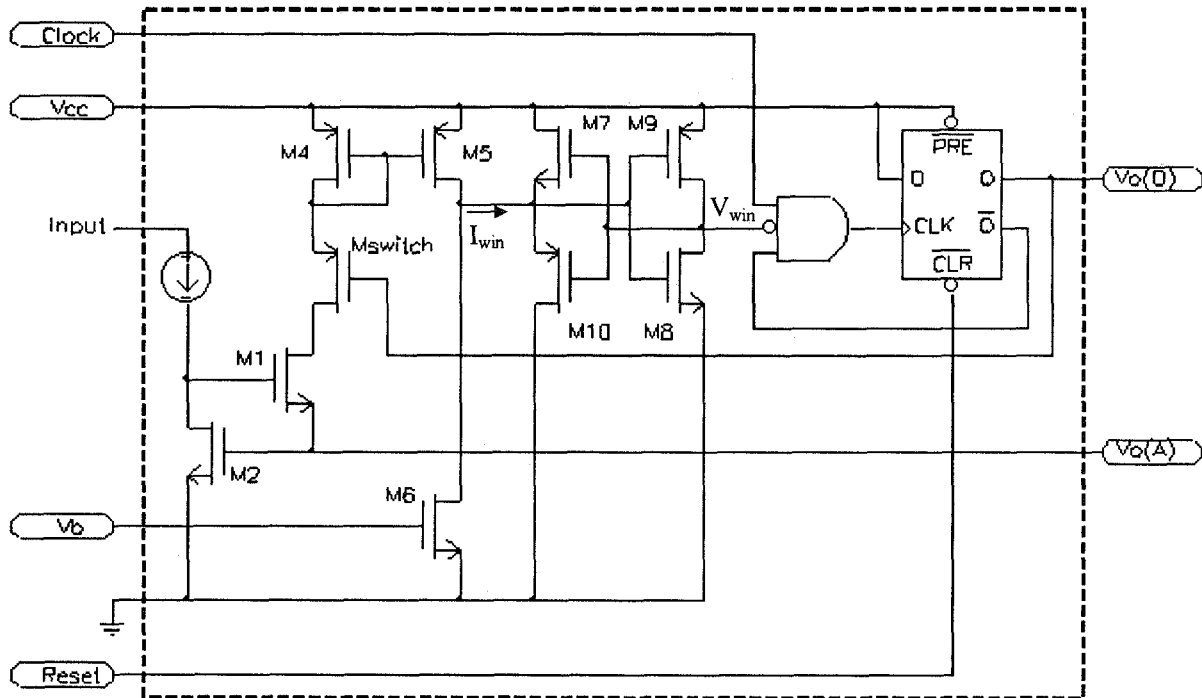 Clock
Vcc
M4
M5
M7
M9
PRE
D
Q
Vo(D)
Input
Mswitch
Iwin
Vwin
CLK
Q
CLR
M10
M8
M1
M2
Vo(A)
M6
Vb
Reset